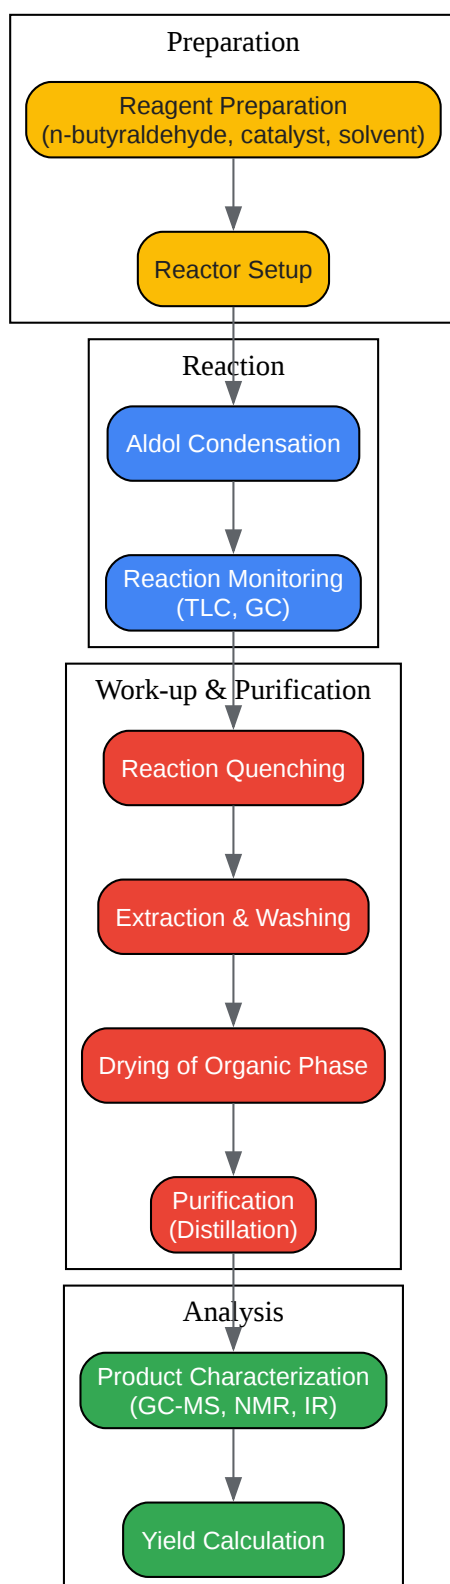 Preparation
Reagent Preparation
(n-butyraldehyde, catalyst, solvent)
Reactor Setup
Reaction
Aldol Condensation
Reaction Monitoring
(TLC, GC)
Work-up & Purification
Reaction Quenching
Extraction & Washing
Drying of Organic Phase
Purification
(Distillation)
Analysis
Product Characterization
(GC-MS, NMR, IR)
Yield Calculation